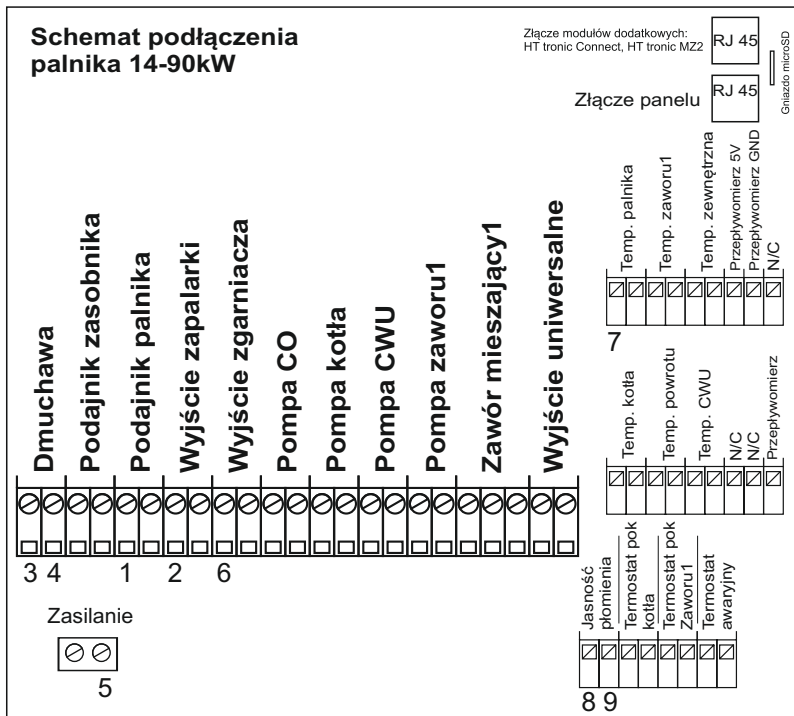 Schemat podłączenia
palnika 14-90kW
Złącze modułów dodatkowych:
HT tronic Connect, HT tronic MZ2
RJ 45
Gniazdo microSD
Złącze panelu
RJ 45
Temp. palnika
Temp. zaworu1
Temp. zewnętrzna
Przepływomierz 5V
Przepływomierz GND
N/C
7
Dmuchawa
Podajnik zasobnika
Podajnik palnika
Wyjście zapalarki
Wyjście zgarniacza
Pompa CO
Pompa kotła
Pompa CWU
Pompa zaworu1
Zawór mieszający1
Wyjście uniwersalne
3 4 1 2 6
Temp. kotła
Temp. powrotu
Temp. CWU
N/C
N/C
Przepływomierz
Zasilanie
5
Jasność
płomienia
Termostat pok
kotła
Termostat pok
Zaworu1
Termostat
awaryjny
8 9